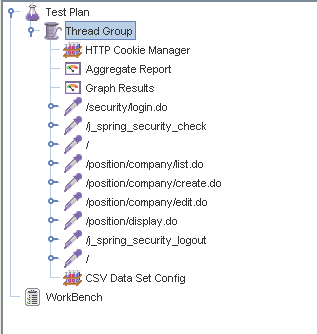 Test Plan
Thread Group
HTTP Cookie Manager
Aggregate Report
Graph Results
/security/login.do
/j_spring_security_check
/
/position/company/list.do
/position/company/create.do
/position/company/edit.do
/position/display.do
/j_spring_security_logout
/
CSV Data Set Config
WorkBench